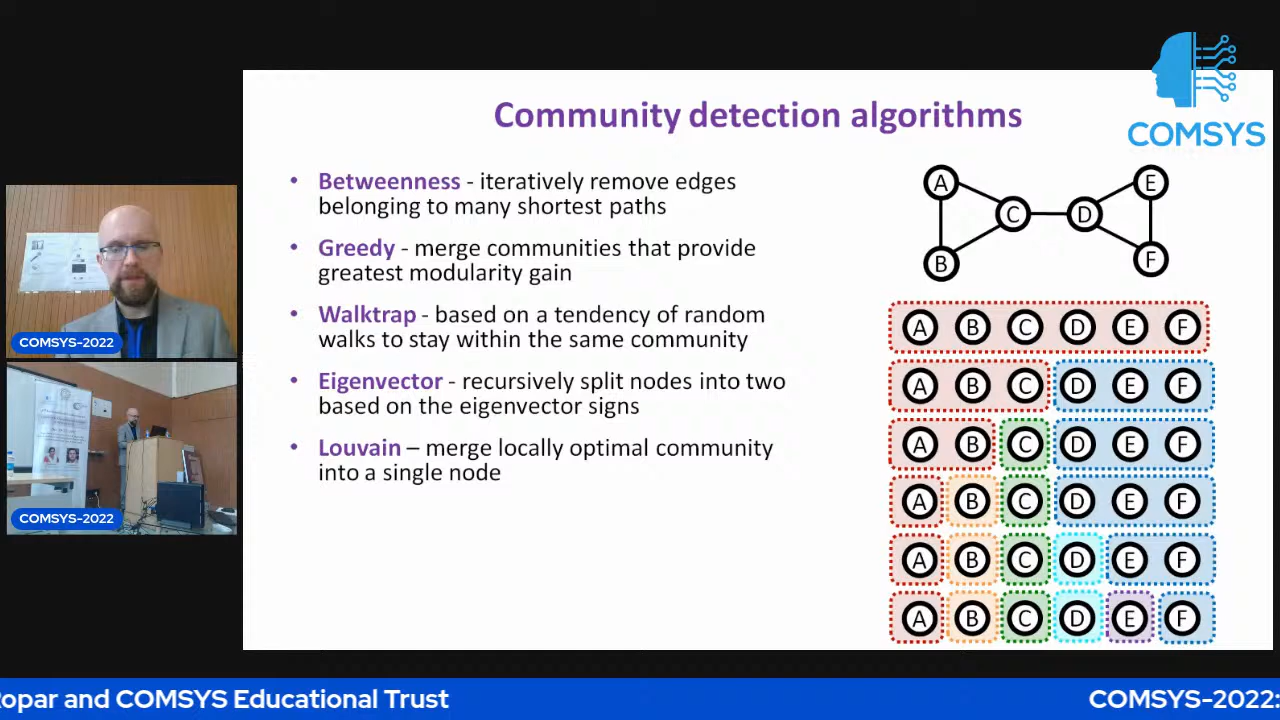 COMSYS
Community detection algorithms
• Betweenness - iteratively remove edges
belonging to many shortest paths
• Greedy - merge communities that provide
greatest modularity gain
• Walktrap - based on a tendency of random
walks to stay within the same community
• Eigenvector - recursively split nodes into two
based on the eigenvector signs
• Louvain – merge locally optimal community
into a single node
A E
C D
B F
A B C D E F
A B C D E F
A B C D E F
A B C D E F
A B C D E F
A B C D E F
COMSYS-2022
COMSYS-2022
opar and COMSYS Educational Trust
COMSYS-2022: